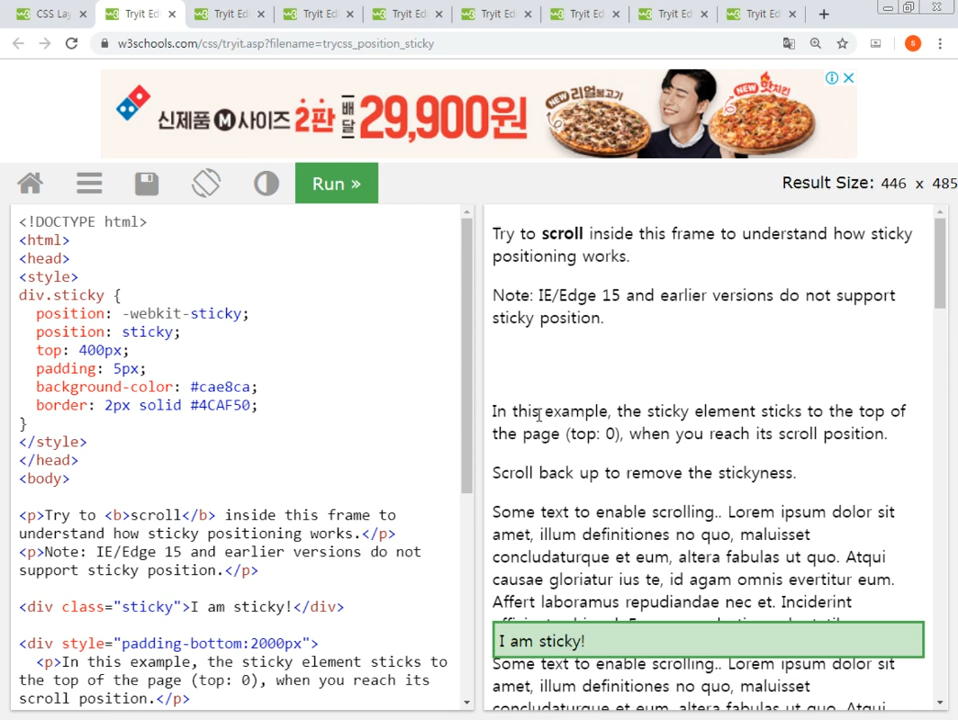 CSS La
Tryit Ed
Tryit Ed
Tryit Ed
Tryit Ed
Tryit Ed
Tryit Ed
Tryit Ed
Tryit Ed
w3schools.com/css/tryit.asp?filename=trycss_position_sticky
s
신제품 M 사이즈 2판 배달 29,900원
NEW 리얼불고기
NEW 핫치킨
Run »
Result Size: 446 x 485
<!DOCTYPE html>
<html>
<head>
<style>
div.sticky {
position: -webkit-sticky;
position: sticky;
top: 400px;
padding: 5px;
background-color: #cae8ca;
border: 2px solid #4CAF50;
}
</style>
</head>
<body>
<p>Try to <b>scroll</b> inside this frame to
understand how sticky positioning works.</p>
<p>Note: IE/Edge 15 and earlier versions do not
support sticky position.</p>
<div class="sticky">I am sticky!</div>
<div style="padding-bottom:2000px">
<p>In this example, the sticky element sticks to
the top of the page (top: 0), when you reach its
scroll position.</p>
Try to scroll inside this frame to understand how sticky
positioning works.
Note: IE/Edge 15 and earlier versions do not support
sticky position.
In this example, the sticky element sticks to the top of
the page (top: 0), when you reach its scroll position.
Scroll back up to remove the stickyness.
Some text to enable scrolling.. Lorem ipsum dolor sit
amet, illum definitiones no quo, maluisset
concludaturque et eum, altera fabulas ut quo. Atqui
causae gloriatur ius te, id agam omnis evertitur eum.
Affert laboramus repudiandae nec et. Inciderint
I am sticky!
Some text to enable scrolling.. Lorem ipsum dolor sit
amet, illum definitiones no quo, maluisset